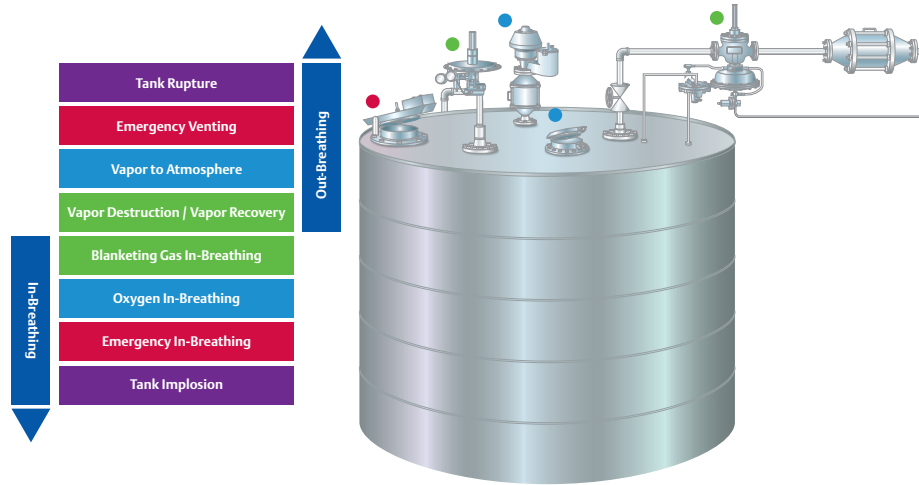 Tank Rupture
Emergency Venting
Vapor to Atmosphere
Vapor Destruction / Vapor Recovery
Blanketing Gas In-Breathing
Oxygen In-Breathing
Emergency In-Breathing
Tank Implosion
In-Breathing
Out-Breathing